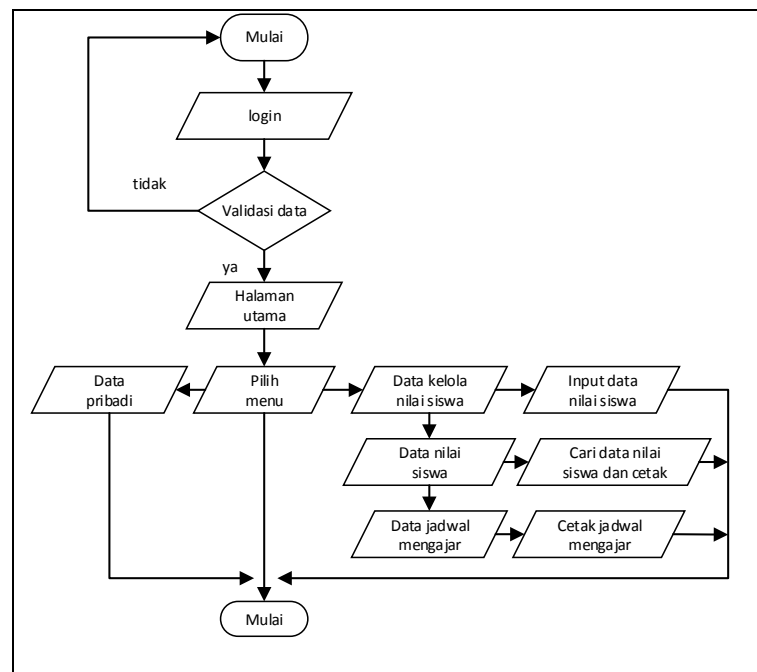 Mulai
login
tidak
Validasi data
ya
Halaman
utama
Data
pribadi
Pilih
menu
Data kelola
nilai siswa
Input data
nilai siswa
Data nilai
siswa
Cari data nilai
siswa dan cetak
Data jadwal
mengajar
Cetak jadwal
mengajar
Mulai